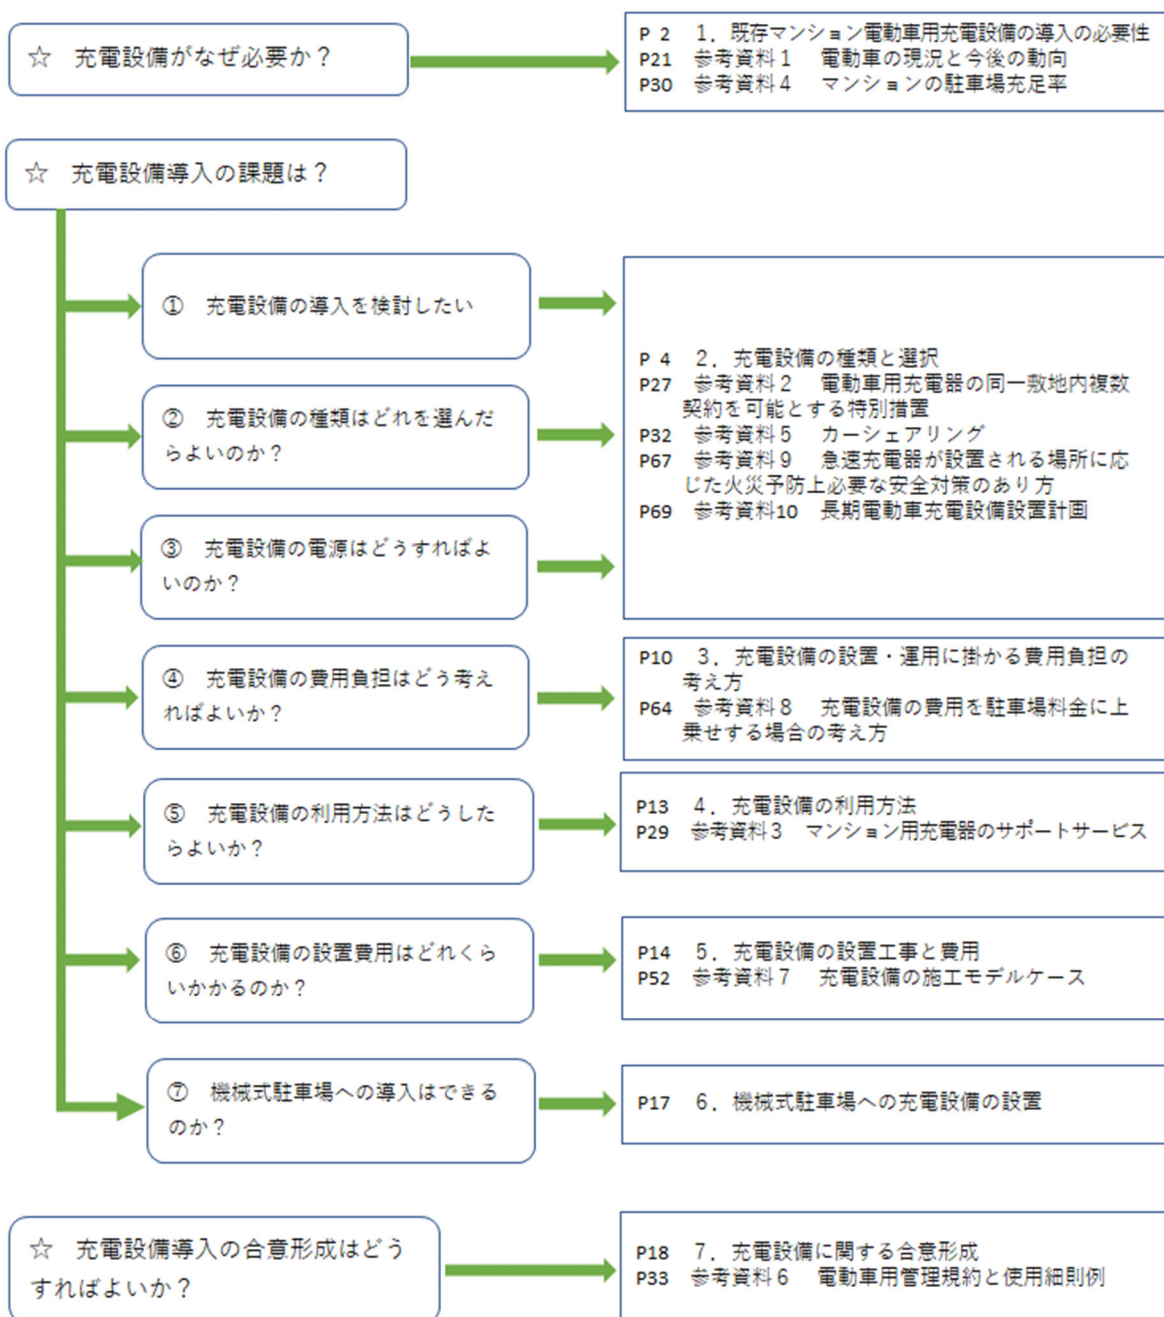 ☆ 充電設備がなぜ必要か？
P 2 1．既存マンション電動車用充電設備の導入の必要性
P21 参考資料1 電動車の現況と今後の動向
P30 参考資料4 マンションの駐車場充足率
☆ 充電設備導入の課題は？
① 充電設備の導入を検討したい
② 充電設備の種類はどれを選んだ
らよいのか？
③ 充電設備の電源はどうすればよ
いのか？
P 4 2．充電設備の種類と選択
P27 参考資料2 電動車用充電器の同一敷地内複数
契約を可能とする特別措置
P32 参考資料5 カーシェアリング
P67 参考資料9 急速充電器が設置される場所に応
じた火災予防上必要な安全対策のあり方
P69 参考資料10 長期電動車充電設備設置計画
④ 充電設備の費用負担はどう考え
ればよいか？
P10 3．充電設備の設置・運用に掛かる費用負担の
考え方
P64 参考資料8 充電設備の費用を駐車場料金に上
乗せする場合の考え方
⑤ 充電設備の利用方法はどうした
らよいか？
P13 4．充電設備の利用方法
P29 参考資料3 マンション用充電器のサポートサービス
⑥ 充電設備の設置費用はどれくら
いかかるのか？
P14 5．充電設備の設置工事と費用
P52 参考資料7 充電設備の施工モデルケース
⑦ 機械式駐車場への導入はできる
のか？
P17 6．機械式駐車場への充電設備の設置
☆ 充電設備導入の合意形成はどう
すればよいか？
P18 7．充電設備に関する合意形成
P33 参考資料6 電動車用管理規約と使用細則例